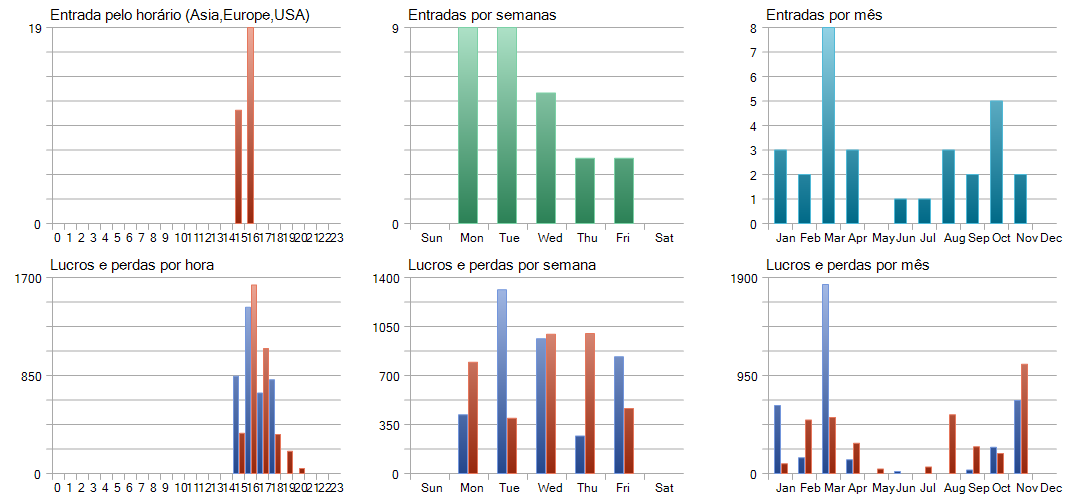 Entrada pelo horário (Asia,Europe,USA)
19
0
0 1 2 3 4 5 6 7 8 9 10 11 12 13 14 15 16 17 18 19 20 21 22 23
Entradas por semanas
9
0
Sun Mon Tue Wed Thu Fri Sat
Entradas por mês
8
7
6
5
4
3
2
1
0
Jan Feb Mar Apr May Jun Jul Aug Sep Oct Nov Dec
Lucros e perdas por hora
1700
850
0
0 1 2 3 4 5 6 7 8 9 10 11 12 13 14 15 16 17 18 19 20 21 22 23
Lucros e perdas por semana
1400
1050
700
350
0
Sun Mon Tue Wed Thu Fri Sat
Lucros e perdas por mês
1900
950
0
Jan Feb Mar Apr May Jun Jul Aug Sep Oct Nov Dec